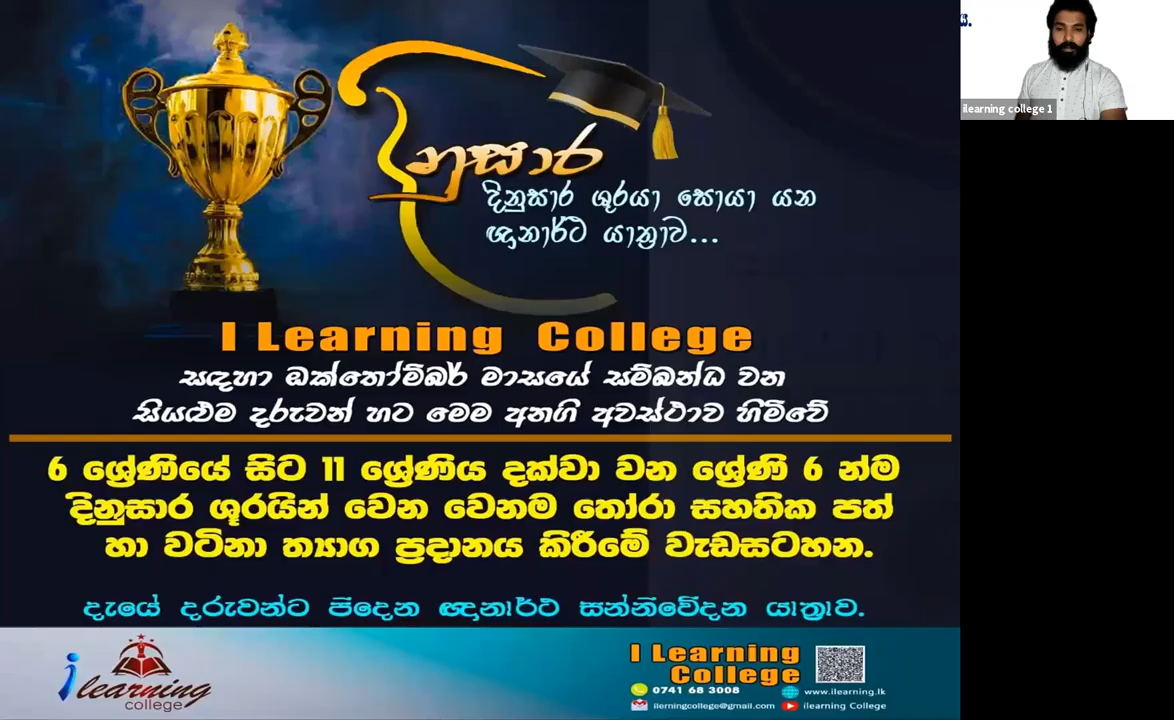 දිනුසාර
දිනුසාර ශූරයා සොයා යන
ඥානාර්ථ යාත්‍රාව...
I Learning College
සඳහා ඔක්තෝම්බර් මාසයේ සම්බන්ධ වන
සියළුම දරුවන් හට මෙම අනගි අවස්ථාව හිමිවේ
6 ශ්‍රේණියේ සිට 11 ශ්‍රේණිය දක්වා වන ශ්‍රේණි 6 න්ම
දිනුසාර ශූරයින් වෙන වෙනම තෝරා සහතික පත්
හා වටිනා ත්‍යාග ප්‍රදානය කිරීමේ වැඩසටහන.
දැයේ දරුවන්ට පිදෙන ඥානාර්ථ සන්නිවේදන යාත්‍රාව.
i learning
college
I Learning
College
0741 68 3008
www.ilearning.lk
ilerningcollege@gmail.com
ilearning College
ilearning college 1